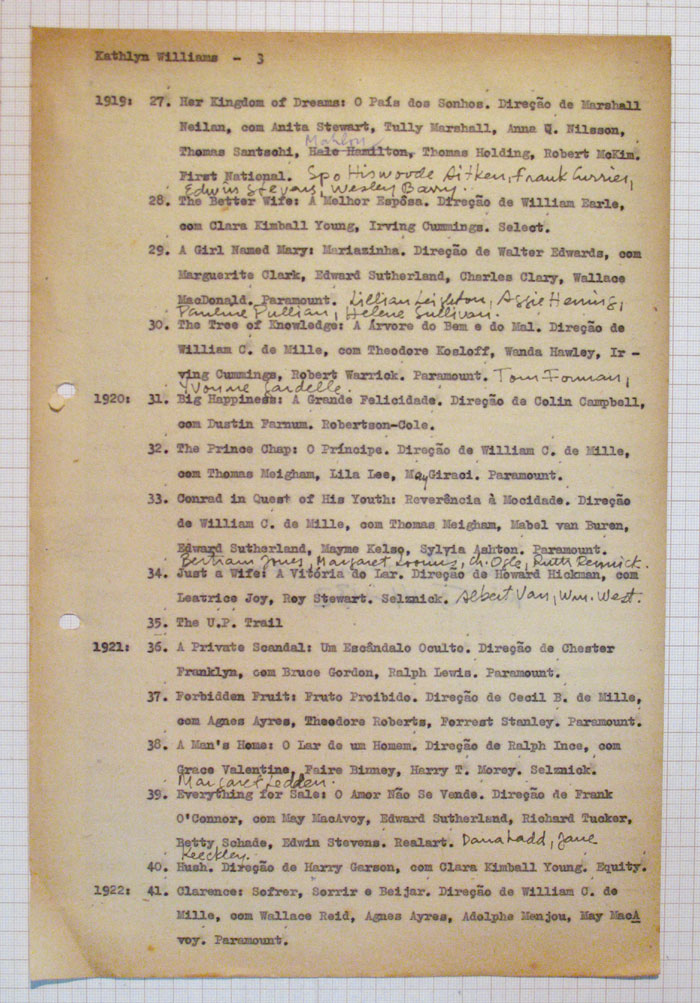 Kathlyn Williams - 3
1919: 27. Her Kingdom of Dreams: O País dos Sonhos. Direção de Marshall
Neilan, com Anita Stewart, Tully Marshall, Anna Q. Nilsson,
Mahlon
Thomas Santschi, Hale Hamilton, Thomas Holding, Robert McKim.
First National. Spo Hiswoode Aitken, Frank Currier,
Edwin Stevens, Wesley Barry.
28. The Better Wife: A Melhor Espôsa. Direção de William Earle,
com Clara Kimball Young, Irving Cummings. Select.
29. A Girl Named Mary: Mariazinha. Direção de Walter Edwards, com
Marguerite Clark, Edward Sutherland, Charles Clary, Wallace
MacDonald. Paramount. Lillian Leighton, Aggie Herring,
Pauline Pullian, Helene Sullivan.
30. The Tree of Knowledge: A Árvore do Bem e do Mal. Direção de
William C. de Mille, com Theodore Kosloff, Wanda Hawley, Ir -
ving Cummings, Robert Warrick. Paramount. Tom Forman,
Yvonne Gardelle.
1920: 31. Big Happiness: A Grande Felicidade. Direção de Colin Campbell,
com Dustin Farnum. Robertson-Cole.
32. The Prince Chap: O Príncipe. Direção de William C. de Mille,
com Thomas Meigham, Lila Lee, May Giraci. Paramount.
33. Conrad in Quest of His Youth: Reverência à Mocidade. Direção
de William C. de Mille, com Thomas Meigham, Mabel van Buren,
Edward Sutherland, Mayme Kelso, Sylvia Ashton. Paramount.
Bertram Jones, Margaret Loomis, Ch. Ogle, Ruth Rennick.
34. Just a Wife: A Vitória do Lar. Direção de Howard Hickman, com
Leatrice Joy, Roy Stewart. Selznick. Albert Van, Wm. West.
35. The U.P. Trail
1921: 36. A Private Scandal: Um Escândalo Oculto. Direção de Chester
Franklyn, com Bruce Gordon, Ralph Lewis. Paramount.
37. Forbidden Fruit: Fruto Proibido. Direção de Cecil B. de Mille,
com Agnes Ayres, Theodore Roberts, Forrest Stanley. Paramount.
38. A Man's Home: O Lar de um Homem. Direção de Ralph Ince, com
Grace Valentine, Faire Binney, Harry T. Morey. Selznick.
Margaret Sedden.
39. Everything for Sale: O Amor Não Se Vende. Direção de Frank
O'Connor, com May MacAvoy, Edward Sutherland, Richard Tucker,
Betty Schade, Edwin Stevens. Realart. Dana Ladd, Jane
Keeckley.
40. Hush. Direção de Harry Garson, com Clara Kimball Young. Equity.
1922: 41. Clarence: Sofrer, Sorrir e Beijar. Direção de William C. de
Mille, com Wallace Reid, Agnes Ayres, Adolphe Menjou, May MacA
voy. Paramount.